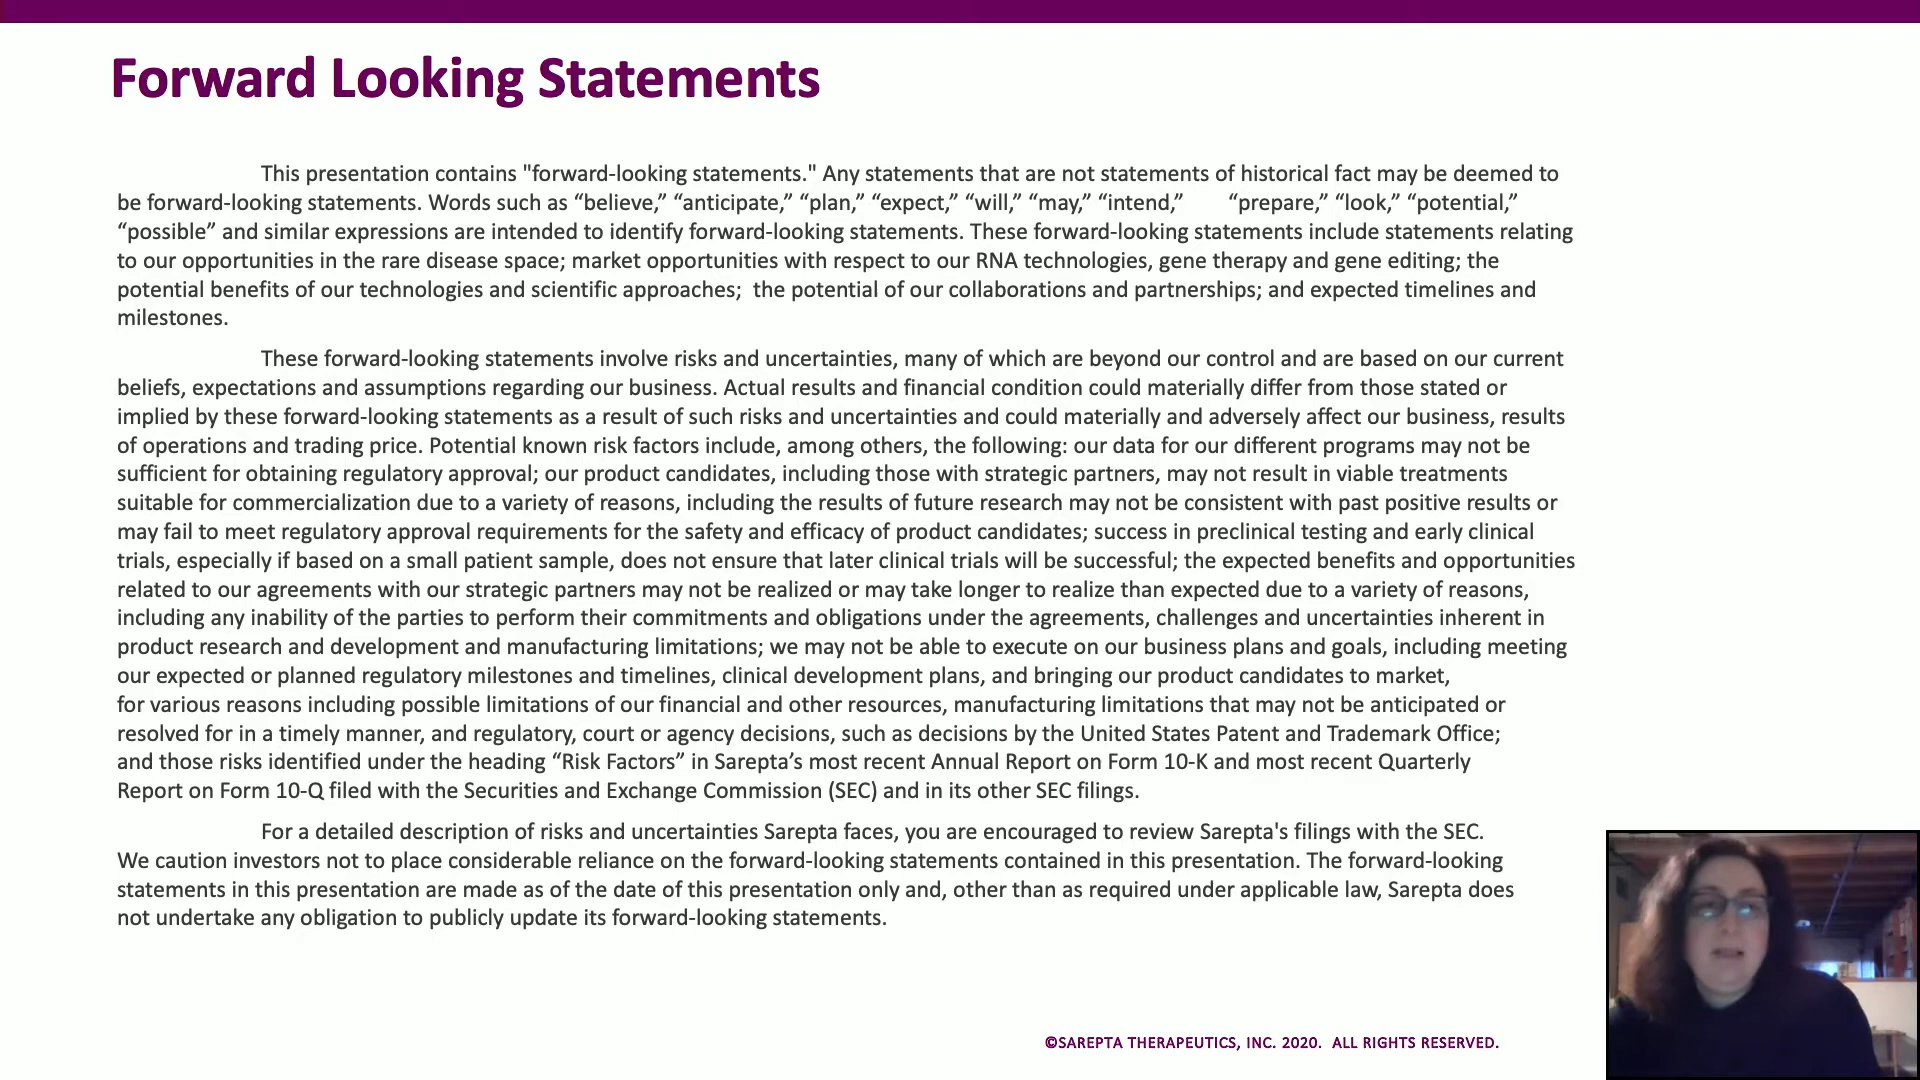 Forward Looking Statements
This presentation contains "forward-looking statements." Any statements that are not statements of historical fact may be deemed to
be forward-looking statements. Words such as “believe,” “anticipate,” “plan,” “expect,” “will,” “may,” “intend,” “prepare,” “look,” “potential,”
“possible” and similar expressions are intended to identify forward-looking statements. These forward-looking statements include statements relating
to our opportunities in the rare disease space; market opportunities with respect to our RNA technologies, gene therapy and gene editing; the
potential benefits of our technologies and scientific approaches; the potential of our collaborations and partnerships; and expected timelines and
milestones.
These forward-looking statements involve risks and uncertainties, many of which are beyond our control and are based on our current
beliefs, expectations and assumptions regarding our business. Actual results and financial condition could materially differ from those stated or
implied by these forward-looking statements as a result of such risks and uncertainties and could materially and adversely affect our business, results
of operations and trading price. Potential known risk factors include, among others, the following: our data for our different programs may not be
sufficient for obtaining regulatory approval; our product candidates, including those with strategic partners, may not result in viable treatments
suitable for commercialization due to a variety of reasons, including the results of future research may not be consistent with past positive results or
may fail to meet regulatory approval requirements for the safety and efficacy of product candidates; success in preclinical testing and early clinical
trials, especially if based on a small patient sample, does not ensure that later clinical trials will be successful; the expected benefits and opportunities
related to our agreements with our strategic partners may not be realized or may take longer to realize than expected due to a variety of reasons,
including any inability of the parties to perform their commitments and obligations under the agreements, challenges and uncertainties inherent in
product research and development and manufacturing limitations; we may not be able to execute on our business plans and goals, including meeting
our expected or planned regulatory milestones and timelines, clinical development plans, and bringing our product candidates to market,
for various reasons including possible limitations of our financial and other resources, manufacturing limitations that may not be anticipated or
resolved for in a timely manner, and regulatory, court or agency decisions, such as decisions by the United States Patent and Trademark Office;
and those risks identified under the heading “Risk Factors” in Sarepta’s most recent Annual Report on Form 10-K and most recent Quarterly
Report on Form 10-Q filed with the Securities and Exchange Commission (SEC) and in its other SEC filings.
For a detailed description of risks and uncertainties Sarepta faces, you are encouraged to review Sarepta's filings with the SEC.
We caution investors not to place considerable reliance on the forward-looking statements contained in this presentation. The forward-looking
statements in this presentation are made as of the date of this presentation only and, other than as required under applicable law, Sarepta does
not undertake any obligation to publicly update its forward-looking statements.
©SAREPTA THERAPEUTICS, INC. 2020. ALL RIGHTS RESERVED.